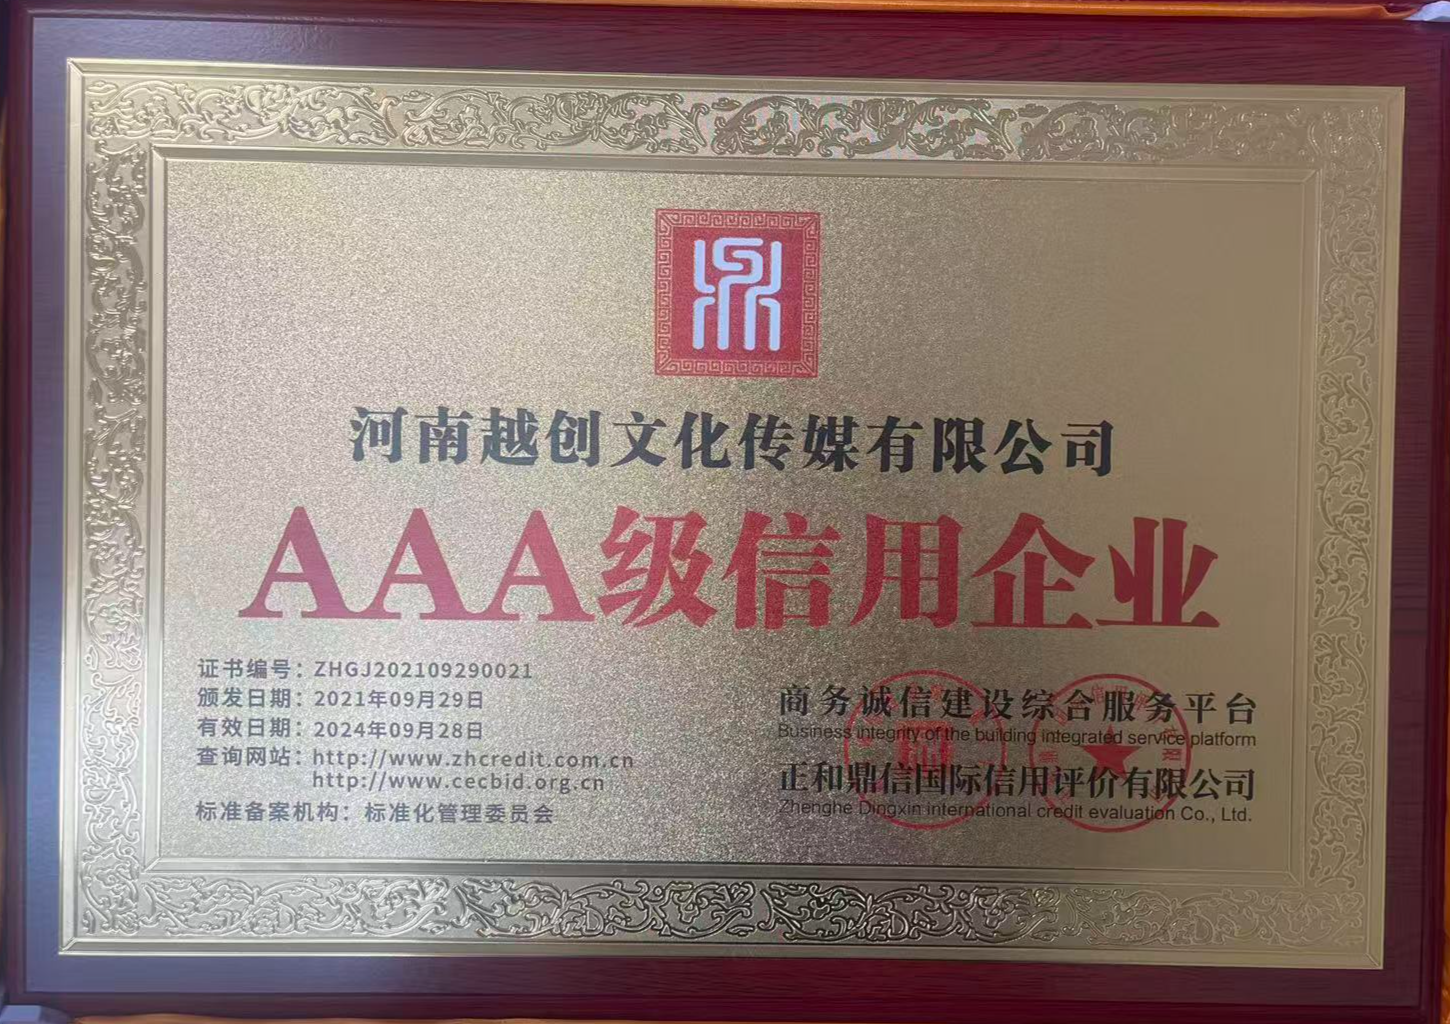 鼎
河南越创文化传媒有限公司
AAA级信用企业
证书编号：ZHGJ202109290021
颁发日期：2021年09月29日
有效日期：2024年09月28日
查询网站：http://www.zhcredit.com.cn
http://www.cecbid.org.cn
标准备案机构：标准化管理委员会
商务诚信建设综合服务平台
Business integrity of the building integrated service platform
正和鼎信国际信用评价有限公司
Zhenghe Dingxin international credit evaluation Co., Ltd.